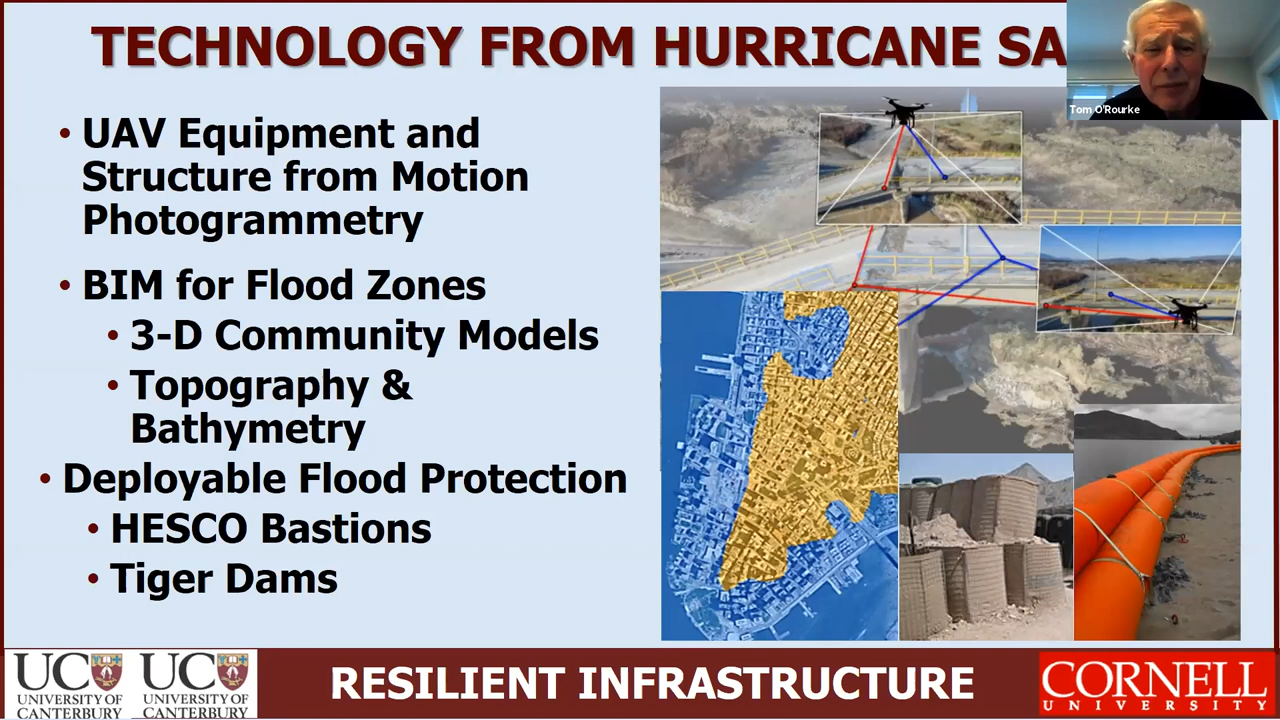 TECHNOLOGY FROM HURRICANE SA
Tom O'Rourke
• UAV Equipment and
Structure from Motion
Photogrammetry
• BIM for Flood Zones
• 3-D Community Models
• Topography &
Bathymetry
• Deployable Flood Protection
• HESCO Bastions
• Tiger Dams
UC
UNIVERSITY OF
CANTERBURY
UC
UNIVERSITY OF
CANTERBURY
RESILIENT INFRASTRUCTURE
CORNELL
UNIVERSITY